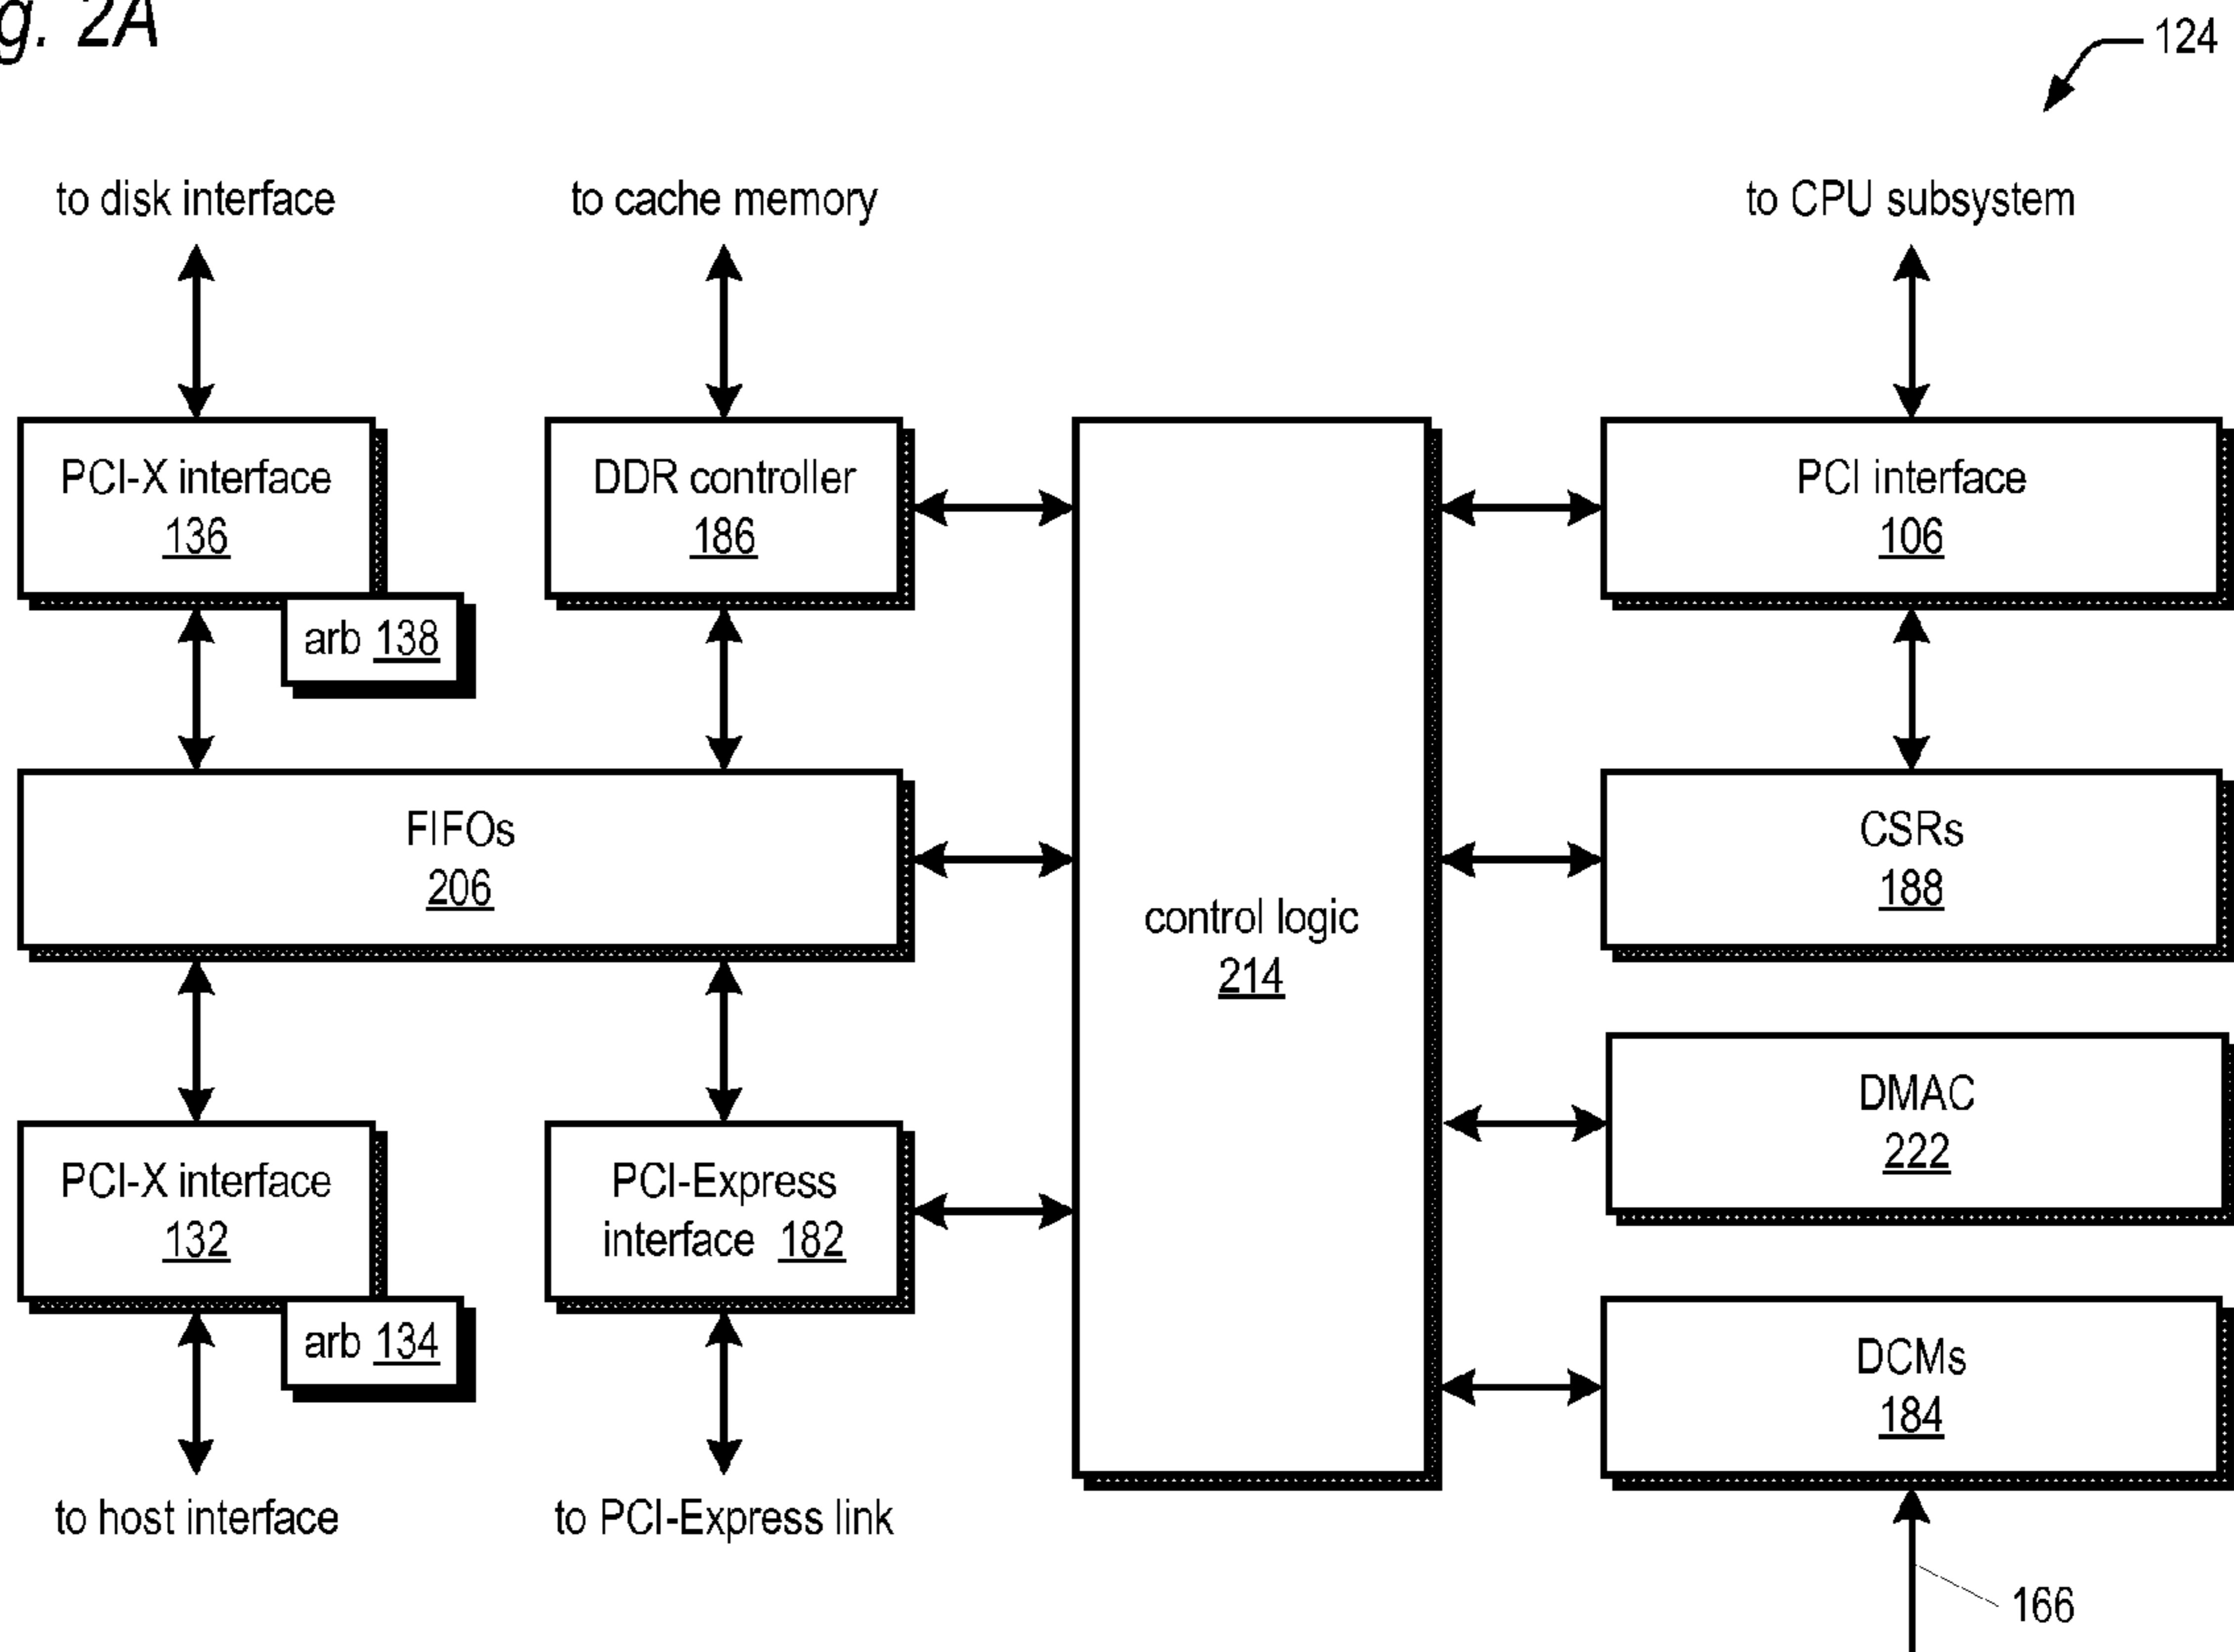 g. 2A
124
to disk interface
to cache memory
to CPU subsystem
PCI-X interface
136
arb 138
DDR controller
186
PCI interface
106
FIFOs
206
control logic
214
CSRs
188
PCI-X interface
132
arb 134
PCI-Express
interface 182
DMAC
222
DCMs
184
to host interface
to PCI-Express link
166